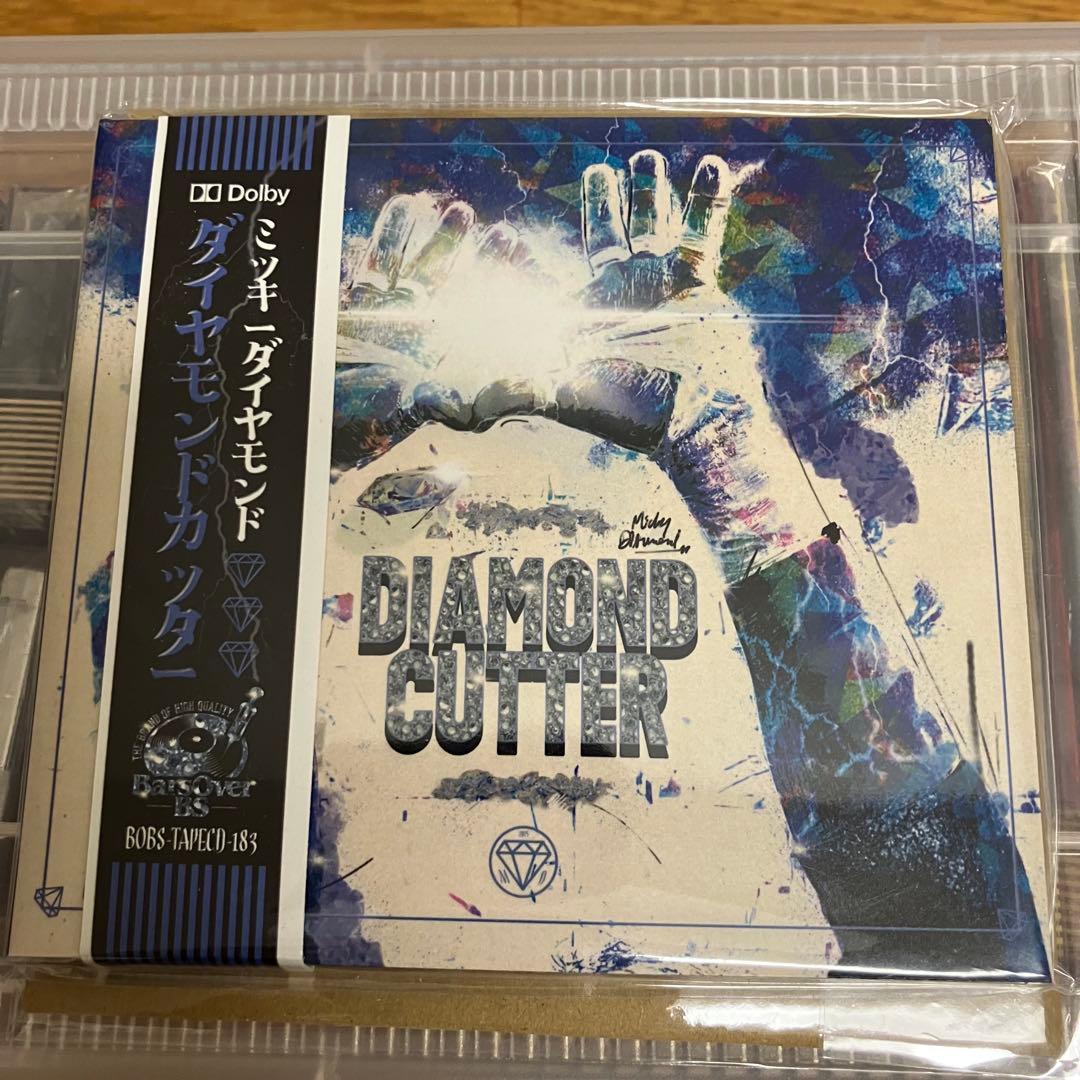 Dolby
ミッキーダイヤモンド
ダイヤモンドカッター
THE BRAND OF HIGH QUALITY
BarsOver
BS
BOBS-TAPECD-183
Micky
Diamond
DIAMOND
CUTTER
M D